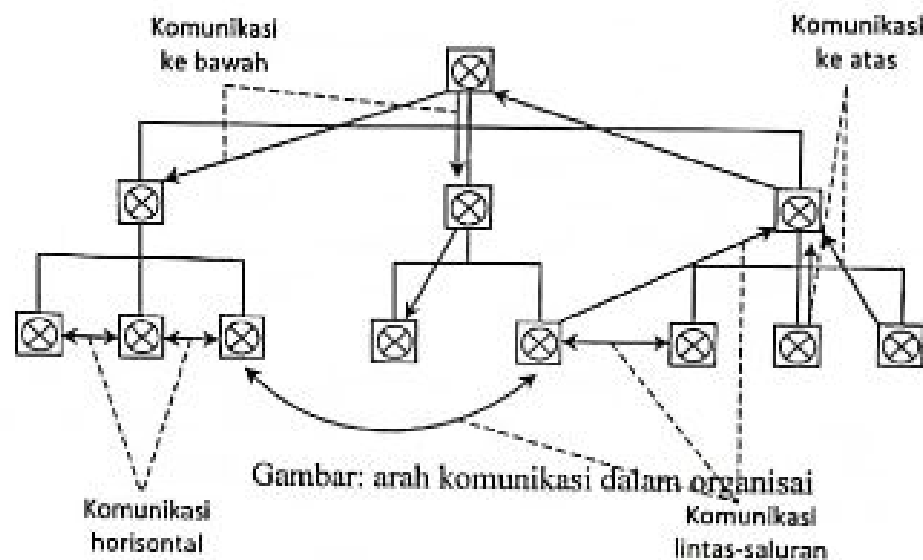 Komunikasi
ke bawah
Komunikasi
ke atas
Gambar: arah komunikasi dalam organisai
Komunikasi
horisontal
Komunikasi
lintas-saluran